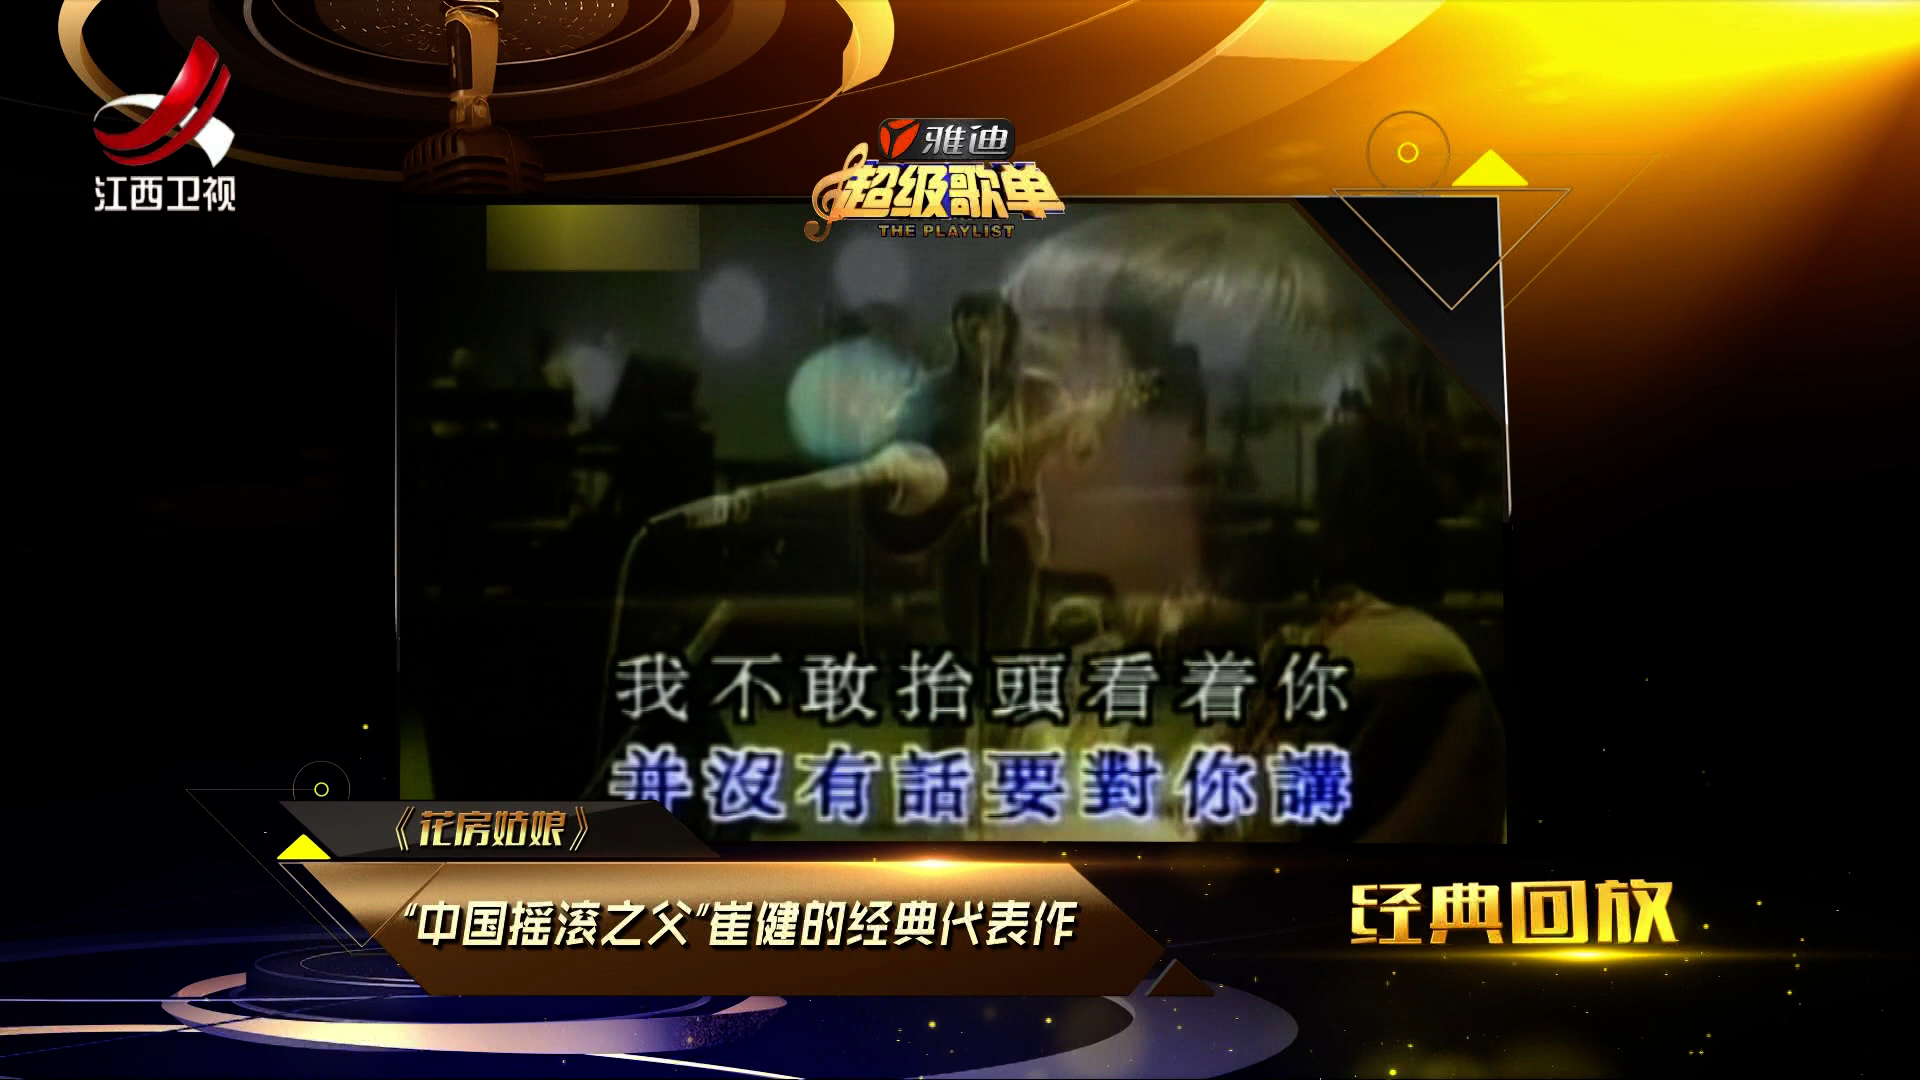 江西卫视
雅迪
超级歌单
THE PLAYLIST
我不敢抬頭看着你
并沒有話要對你講
《花房姑娘》
“中国摇滚之父”崔健的经典代表作
经典回放